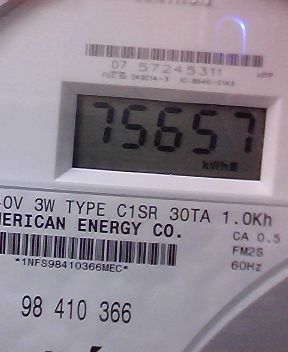 07 57245311
75657
kWh
0V 3W TYPE C1SR 30TA 1.0Kh
MERICAN ENERGY CO.
CA 0.5
FM2S
*1NFS98410366MEC*
60Hz
98 410 366